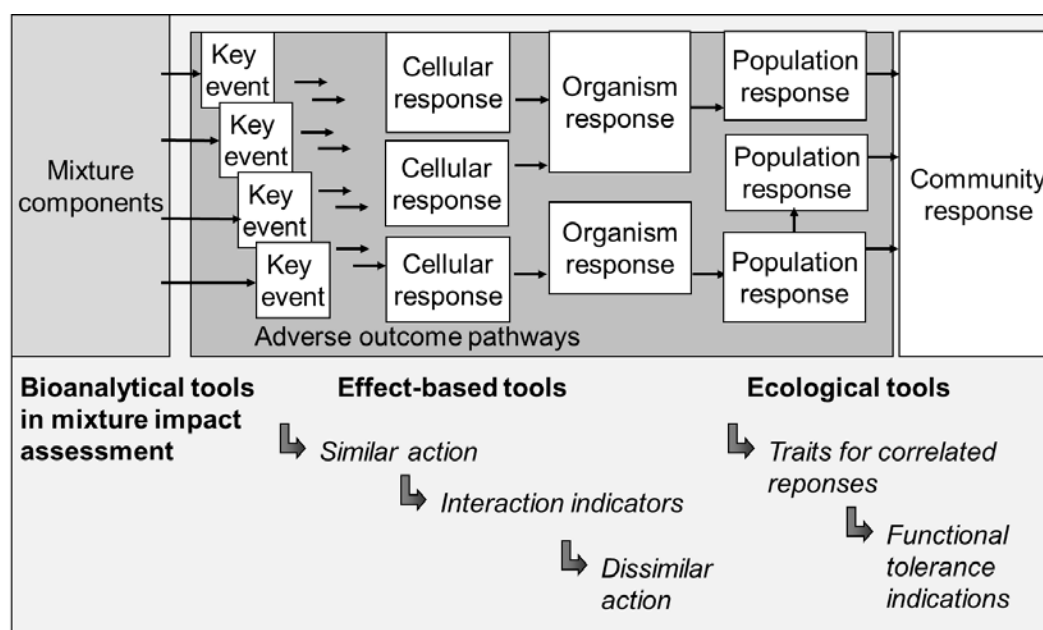 Mixture
components
Key
event
Key
event
Key
event
Key
event
Cellular
response
Cellular
response
Cellular
response
Organism
response
Organism
response
Population
response
Population
response
Population
response
Community
response
Adverse outcome pathways
Bioanalytical tools
in mixture impact
assessment
Effect-based tools
Similar action
Interaction indicators
Dissimilar
action
Ecological tools
Traits for correlated
reponses
Functional
tolerance
indications